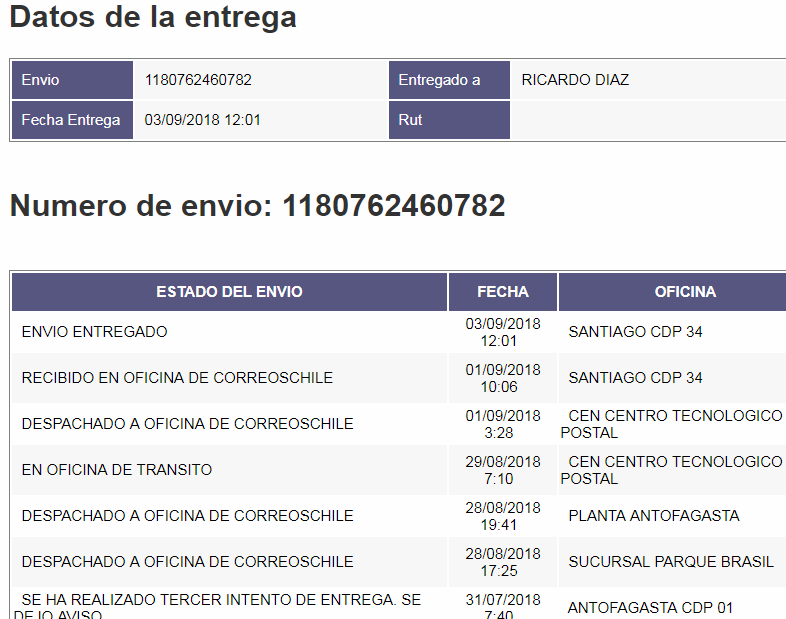 Datos de la entrega
Envio 1180762460782 Entregado a RICARDO DIAZ
Fecha Entrega 03/09/2018 12:01 Rut
Numero de envio: 1180762460782
ESTADO DEL ENVIO FECHA OFICINA
ENVIO ENTREGADO 03/09/2018 12:01 SANTIAGO CDP 34
RECIBIDO EN OFICINA DE CORREOSCHILE 01/09/2018 10:06 SANTIAGO CDP 34
DESPACHADO A OFICINA DE CORREOSCHILE 01/09/2018 3:28 CEN CENTRO TECNOLOGICO POSTAL
EN OFICINA DE TRANSITO 29/08/2018 7:10 CEN CENTRO TECNOLOGICO POSTAL
DESPACHADO A OFICINA DE CORREOSCHILE 28/08/2018 19:41 PLANTA ANTOFAGASTA
DESPACHADO A OFICINA DE CORREOSCHILE 28/08/2018 17:25 SUCURSAL PARQUE BRASIL
SE HA REALIZADO TERCER INTENTO DE ENTREGA. SE DEJO AVISO 31/07/2018 7:40 ANTOFAGASTA CDP 01